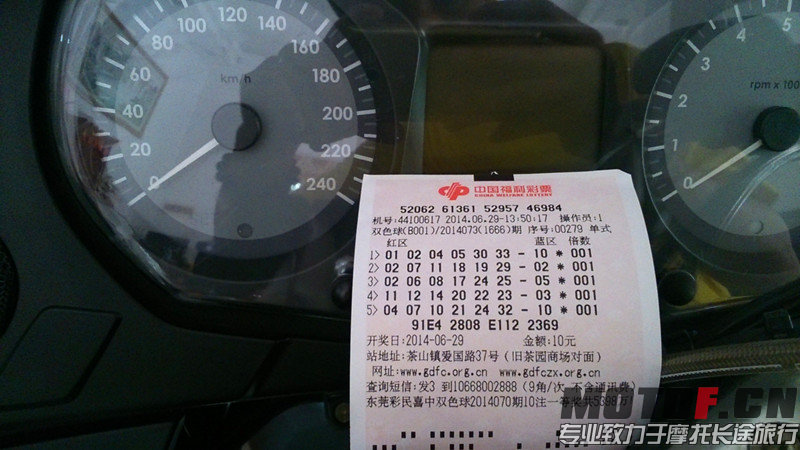 240
220
200
180
160
140
120
100
80
60
40
20
0
km/h
5
4
3
2
1
0
rpm x 100
中国福利彩票
CHINA WELFARE LOTTERY
52062 61361 52957 46984
机号:44100617 2014.06.29-13:50:17 操作员:1
双色球(B001)/2014073(1666)期 序号:00279 单式
红区 蓝区 倍数
1> 01 02 04 05 30 33 - 10 * 001
2> 02 07 11 18 19 29 - 02 * 001
3> 02 06 08 17 24 25 - 05 * 001
4> 11 12 14 20 22 23 - 03 * 001
5> 04 07 10 21 24 32 - 10 * 001
91E4 2808 E112 2369
开奖日:2014-06-29 金额:10元
站地址:茶山镇爱国路37号(旧茶园商场对面)
网址:www.gdfc.org.cn www.gdfczx.org.cn
查询短信:发3 到10668002888(9角/次 不含通讯费)
东莞彩民喜中双色球2014070期10注一等奖共5398万
MOTOF.CN
专业致力于摩托长途旅行